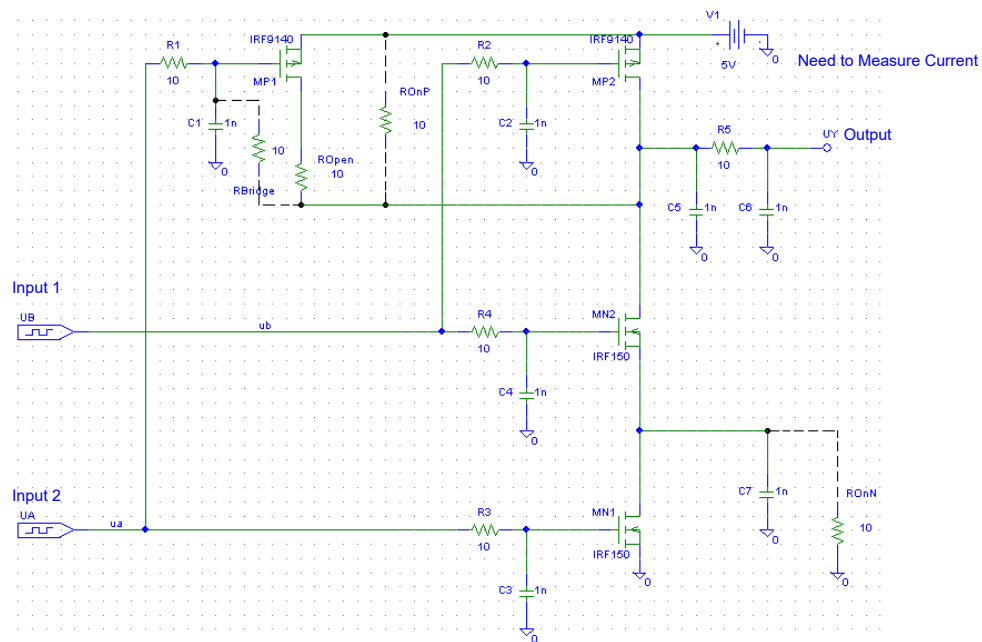 V1
5V
0
Need to Measure Current
R1
10
IRF9140
MP1
R2
10
IRF9140
MP2
ROnP
10
C1
1n
0
10
RBridge
ROpen
10
C2
1n
0
R5
10
UY
Output
C5
1n
0
C6
1n
0
Input 1
UB
ub
R4
10
MN2
IRF150
C4
1n
0
Input 2
UA
ua
R3
10
MN1
IRF150
0
C7
1n
0
ROnN
10
0
C3
1n
0